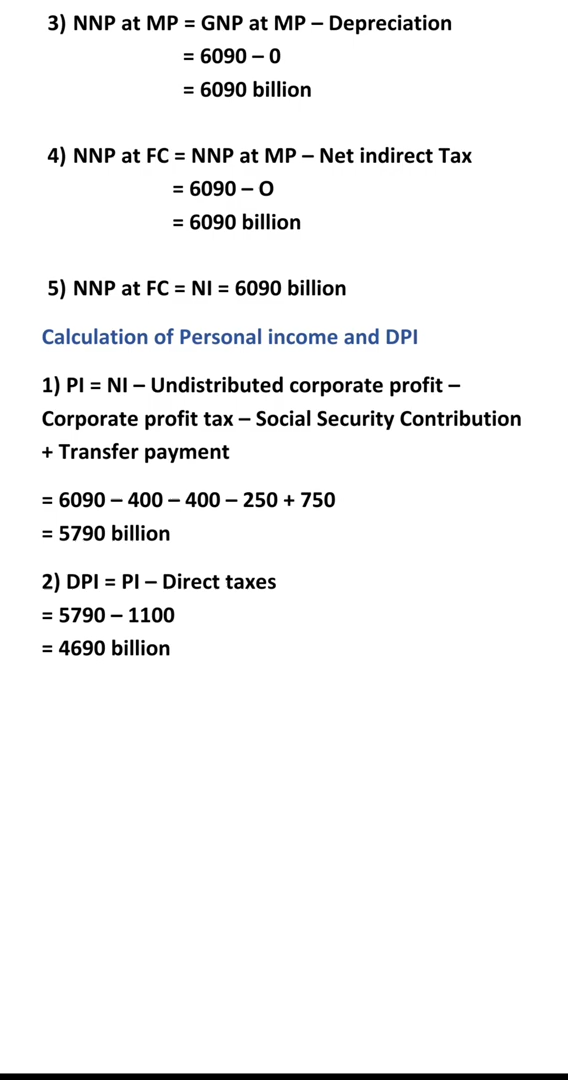 3) NNP at MP = GNP at MP – Depreciation
= 6090 – 0
= 6090 billion
4) NNP at FC = NNP at MP – Net indirect Tax
= 6090 – O
= 6090 billion
5) NNP at FC = NI = 6090 billion
Calculation of Personal income and DPI
1) PI = NI – Undistributed corporate profit –
Corporate profit tax – Social Security Contribution
+ Transfer payment
= 6090 – 400 – 400 – 250 + 750
= 5790 billion
2) DPI = PI – Direct taxes
= 5790 – 1100
= 4690 billion